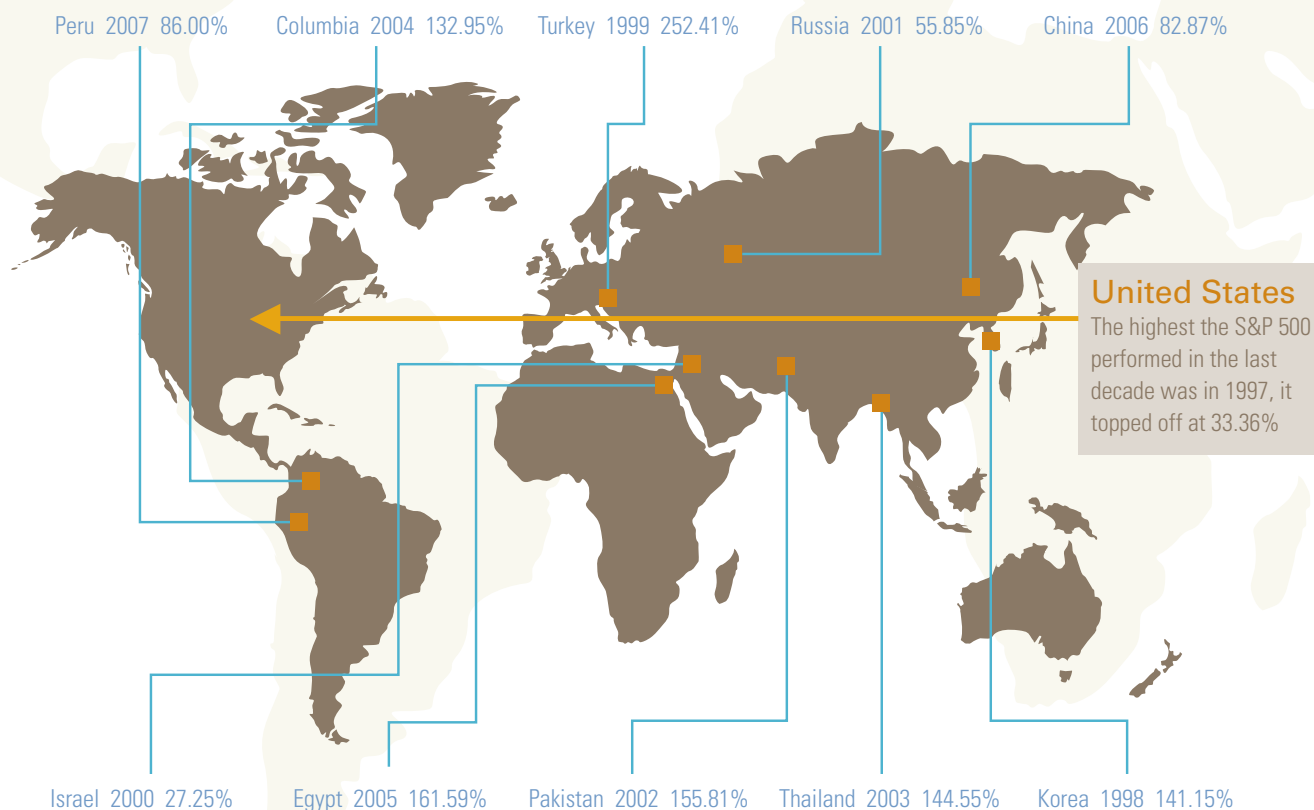 Peru 2007 86.00%
Columbia 2004 132.95%
Turkey 1999 252.41%
Russia 2001 55.85%
China 2006 82.87%
United States
The highest the S&P 500
performed in the last
decade was in 1997, it
topped off at 33.36%
Israel 2000 27.25%
Egypt 2005 161.59%
Pakistan 2002 155.81%
Thailand 2003 144.55%
Korea 1998 141.15%